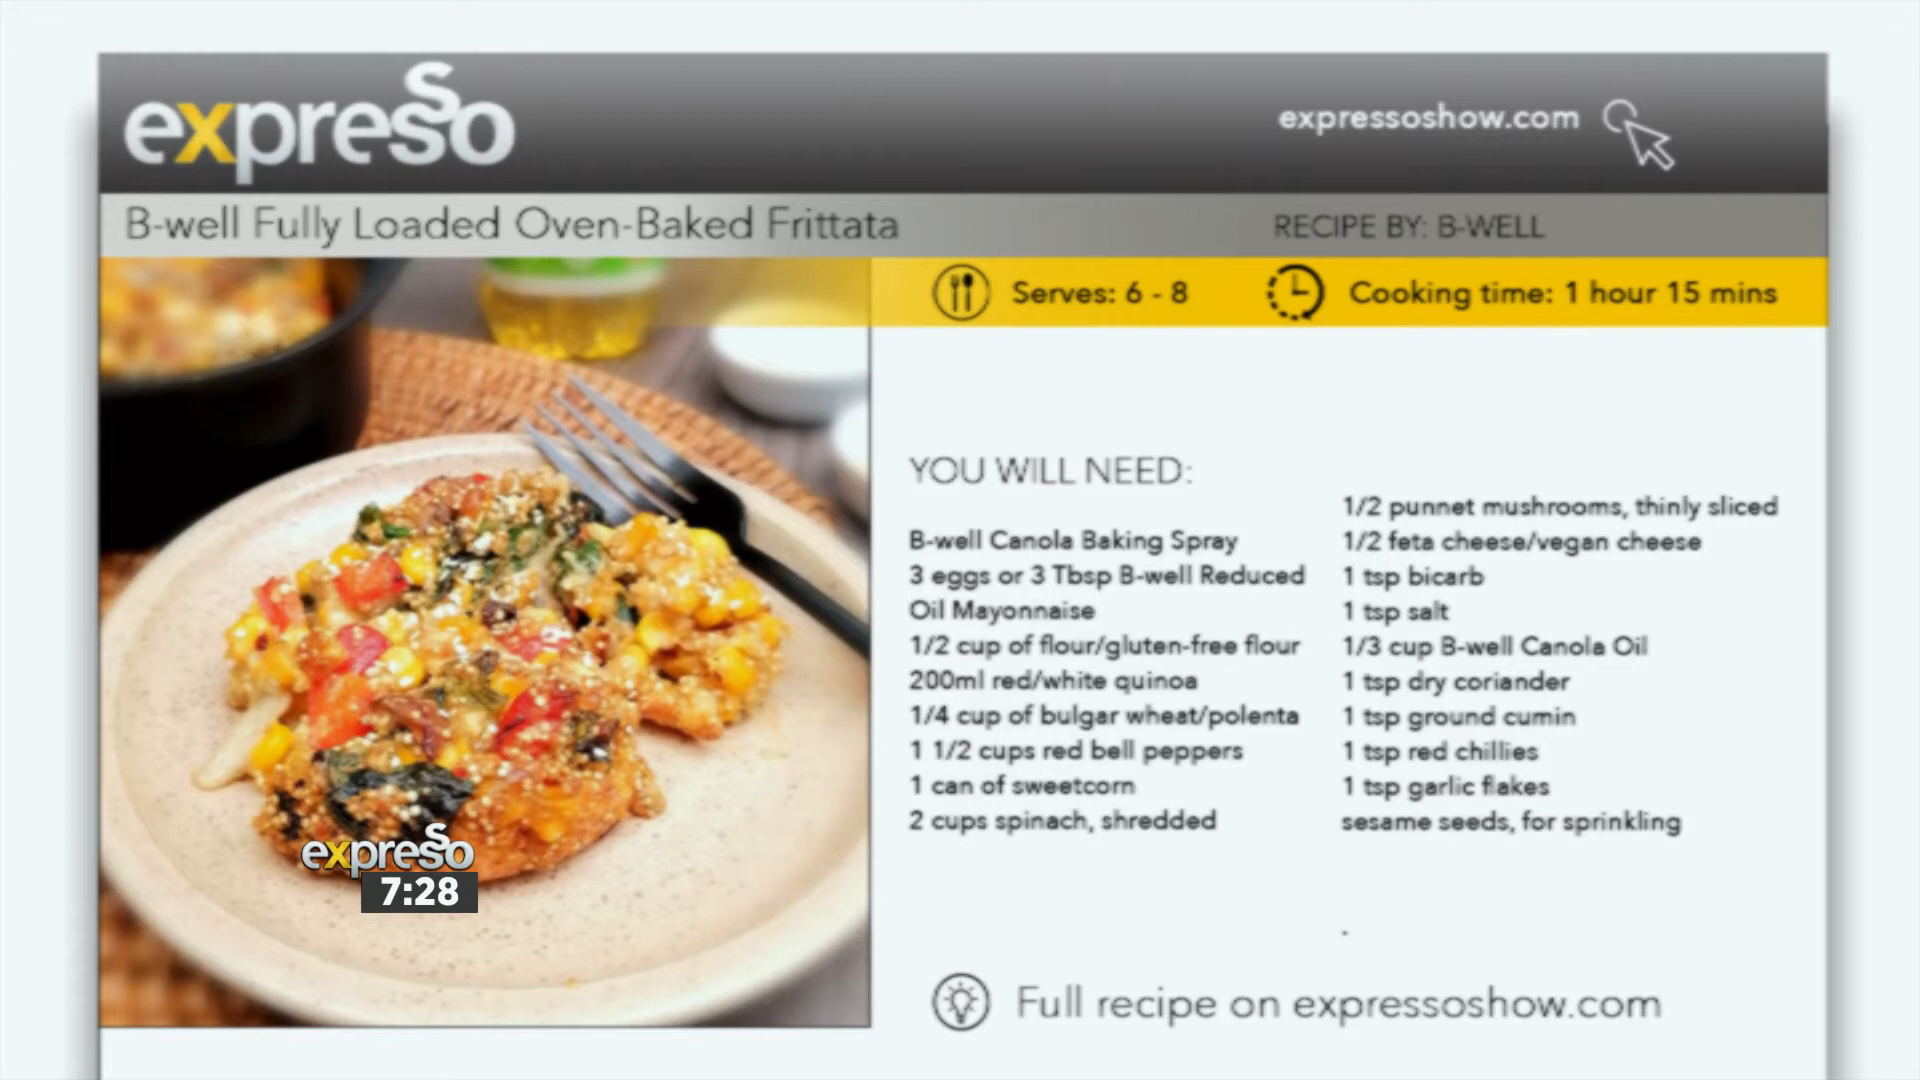 expresso
expressoshow.com
B-well Fully Loaded Oven-Baked Frittata
RECIPE BY: B-WELL
Serves: 6 - 8
Cooking time: 1 hour 15 mins
YOU WILL NEED:
B-well Canola Baking Spray
3 eggs or 3 Tbsp B-well Reduced
Oil Mayonnaise
1/2 cup of flour/gluten-free flour
200ml red/white quinoa
1/4 cup of bulgar wheat/polenta
1 1/2 cups red bell peppers
1 can of sweetcorn
2 cups spinach, shredded
1/2 punnet mushrooms, thinly sliced
1/2 feta cheese/vegan cheese
1 tsp bicarb
1 tsp salt
1/3 cup B-well Canola Oil
1 tsp dry coriander
1 tsp ground cumin
1 tsp red chillies
1 tsp garlic flakes
sesame seeds, for sprinkling
.
expresso
7:28
Full recipe on expressoshow.com